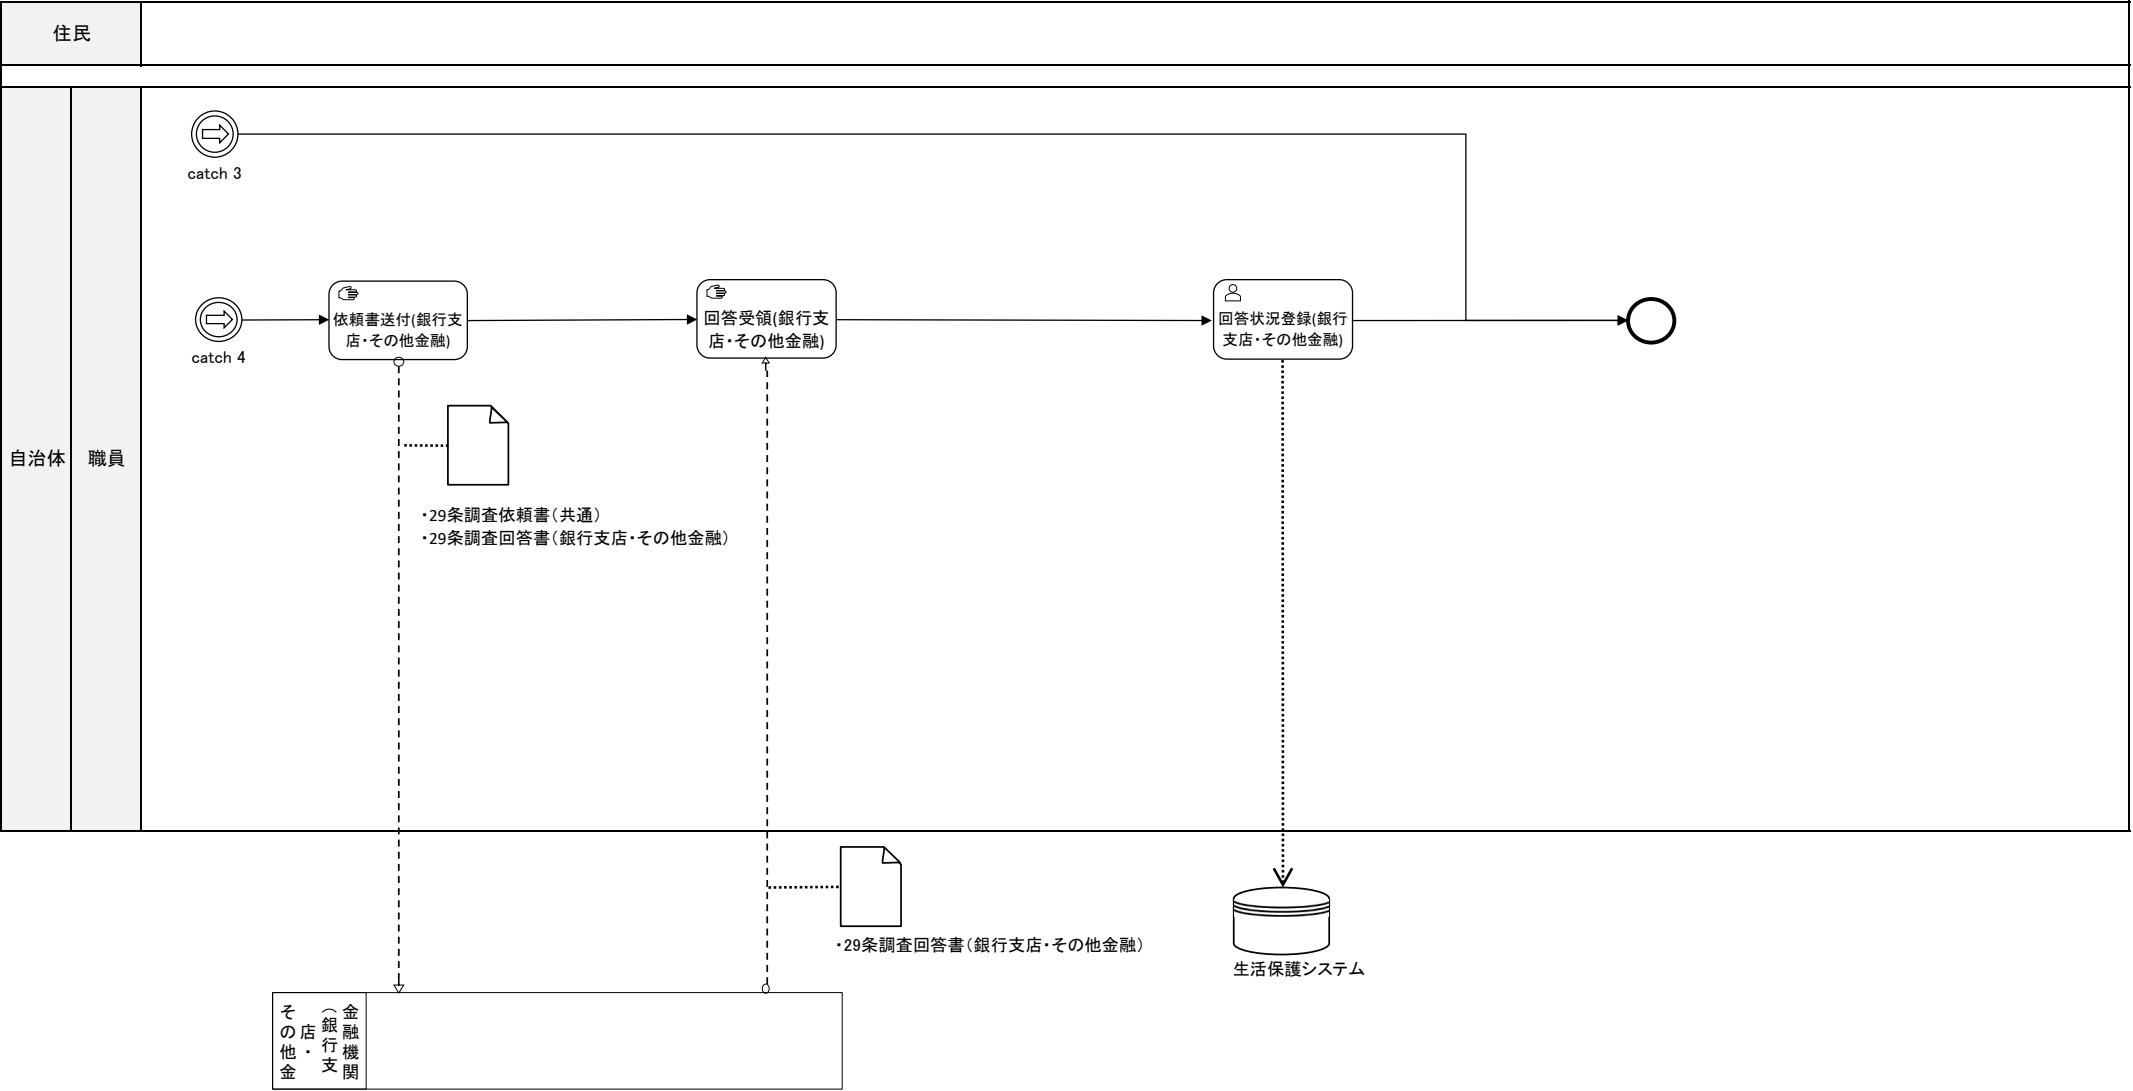 住民
自治体
職員
catch 3
catch 4
依頼書送付(銀行支
店・その他金融)
回答受領(銀行支
店・その他金融)
回答状況登録(銀行
支店・その他金融)
・29条調査依頼書（共通）
・29条調査回答書（銀行支店・その他金融）
・29条調査回答書（銀行支店・その他金融）
生活保護システム
金融機関
（銀行支
店・
その他金